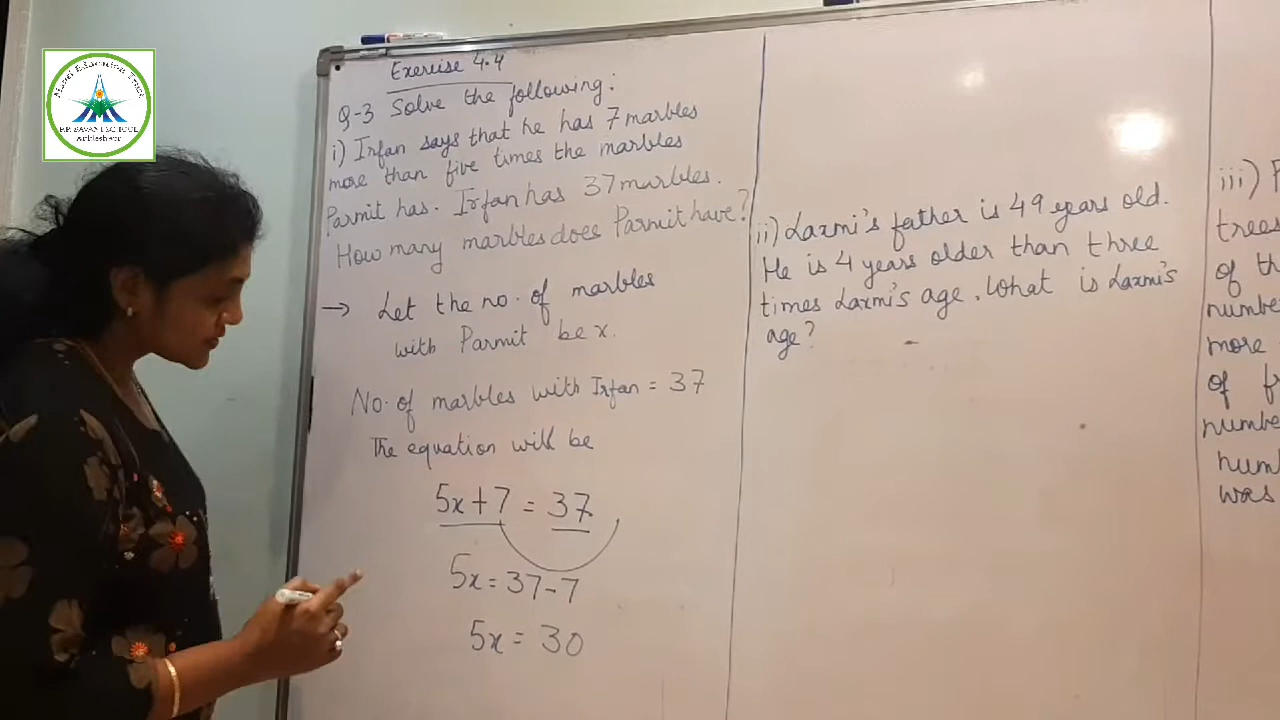 P.P. SAVANI SCHOOL
Exercise 4.4
Q-3 Solve the following:
i) Irfan says that he has 7 marbles
more than five times the marbles
Parmit has. Irfan has 37 marbles.
How many marbles does Parmit have?
→ Let the no. of marbles
with Parmit be x.
No. of marbles with Irfan = 37
The equation will be
5x+7 = 37
5x = 37-7
5x = 30
ii) Laxmi's father is 49 years old.
He is 4 years older than three
times Laxmi's age. What is Laxmi's
age?
iii)
trees
of
more
of
was